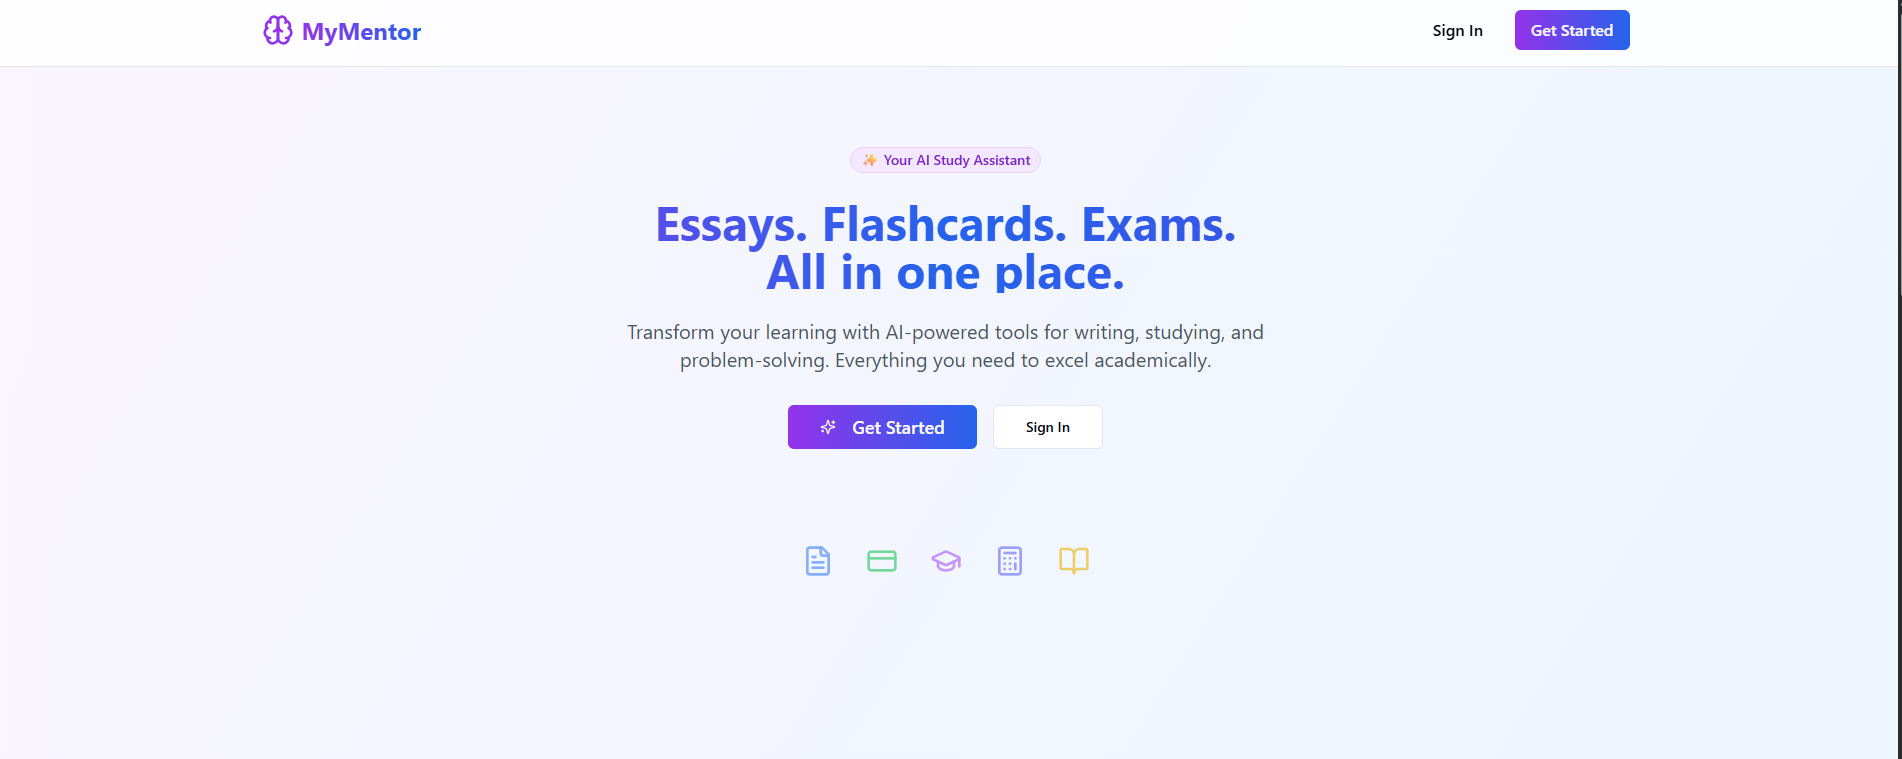 MyMentor
Sign In
Get Started
✨ Your AI Study Assistant
Essays. Flashcards. Exams.
All in one place.
Transform your learning with AI-powered tools for writing, studying, and
problem-solving. Everything you need to excel academically.
Get Started
Sign In